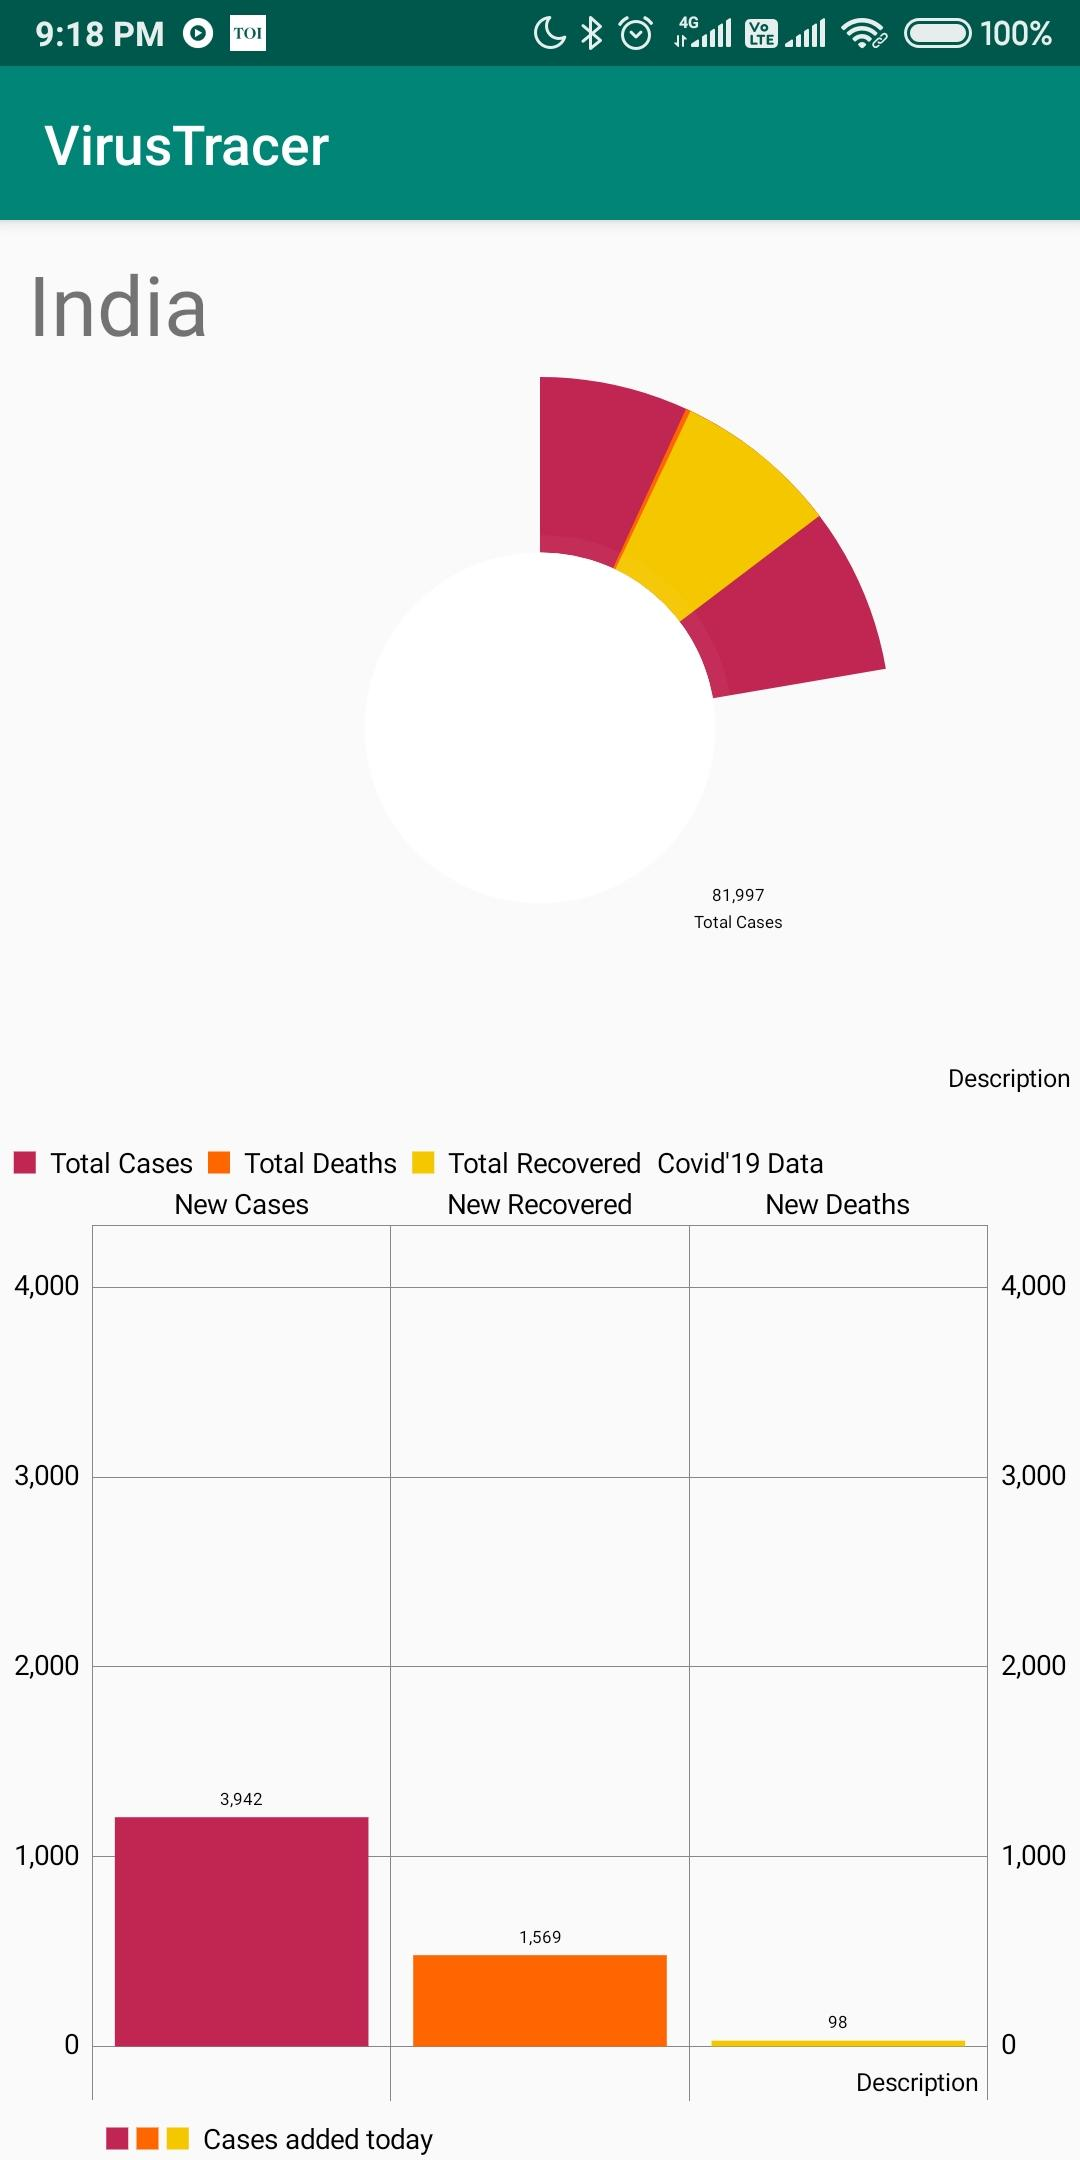 9:18 PM TOI 4G Vo LTE 100%
VirusTracer
India
81,997
Total Cases
Description
Total Cases Total Deaths Total Recovered Covid'19 Data
New Cases New Recovered New Deaths
4,000 4,000
3,000 3,000
2,000 2,000
3,942
1,000 1,000
1,569
98
0 0
Description
Cases added today